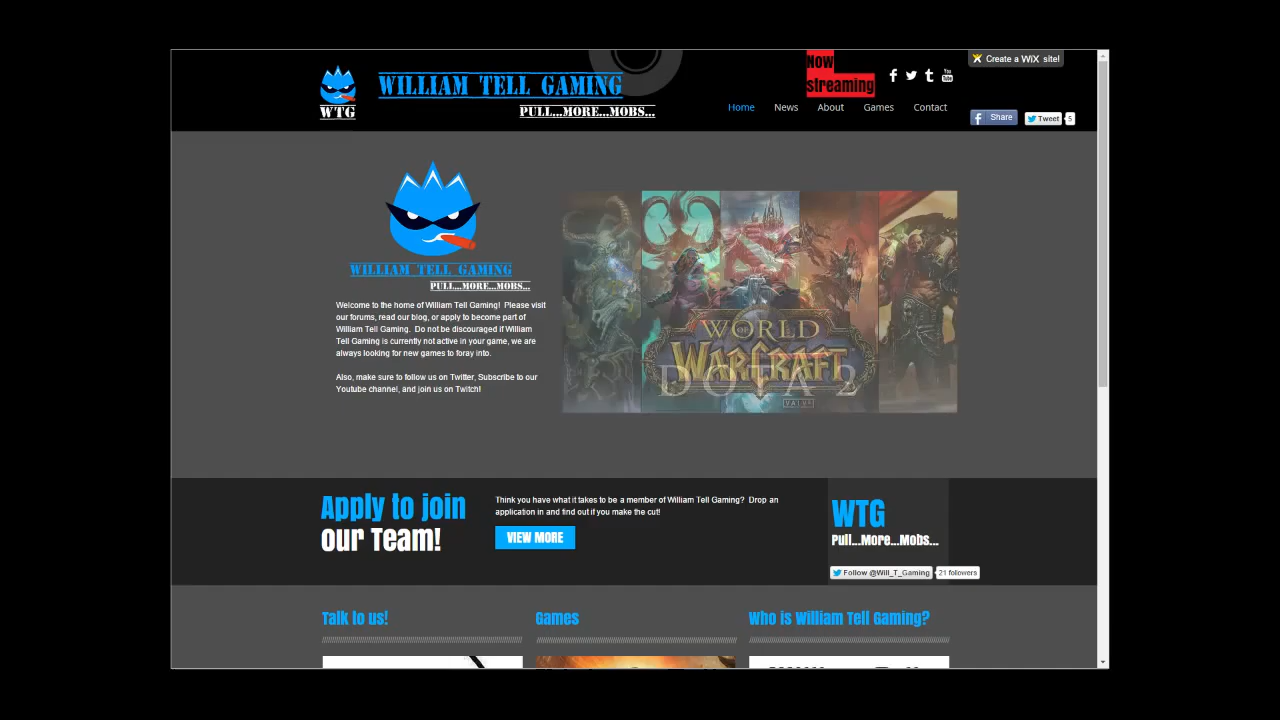 Now
streaming
Create a WiX site!
WILLIAM TELL GAMING
WTG
PULL...MORE...MOBS...
You
Tube
Home News About Games Contact
Share
Tweet 5
WILLIAM TELL GAMING
PULL...MORE...MOBS...
Welcome to the home of William Tell Gaming! Please visit
our forums, read our blog, or apply to become part of
William Tell Gaming. Do not be discouraged if William
Tell Gaming is currently not active in your game, we are
always looking for new games to foray into.
Also, make sure to follow us on Twitter, Subscribe to our
Youtube channel, and join us on Twitch!
WORLD
OF
WARCRAFT
DOTA 2
VALVE
Apply to join
our Team!
Think you have what it takes to be a member of William Tell Gaming? Drop an
application in and find out if you make the cut!
VIEW MORE
WTG
Pull...More...Mobs...
Follow @Will_T_Gaming 21 followers
Talk to us!
Games
Who is William Tell Gaming?